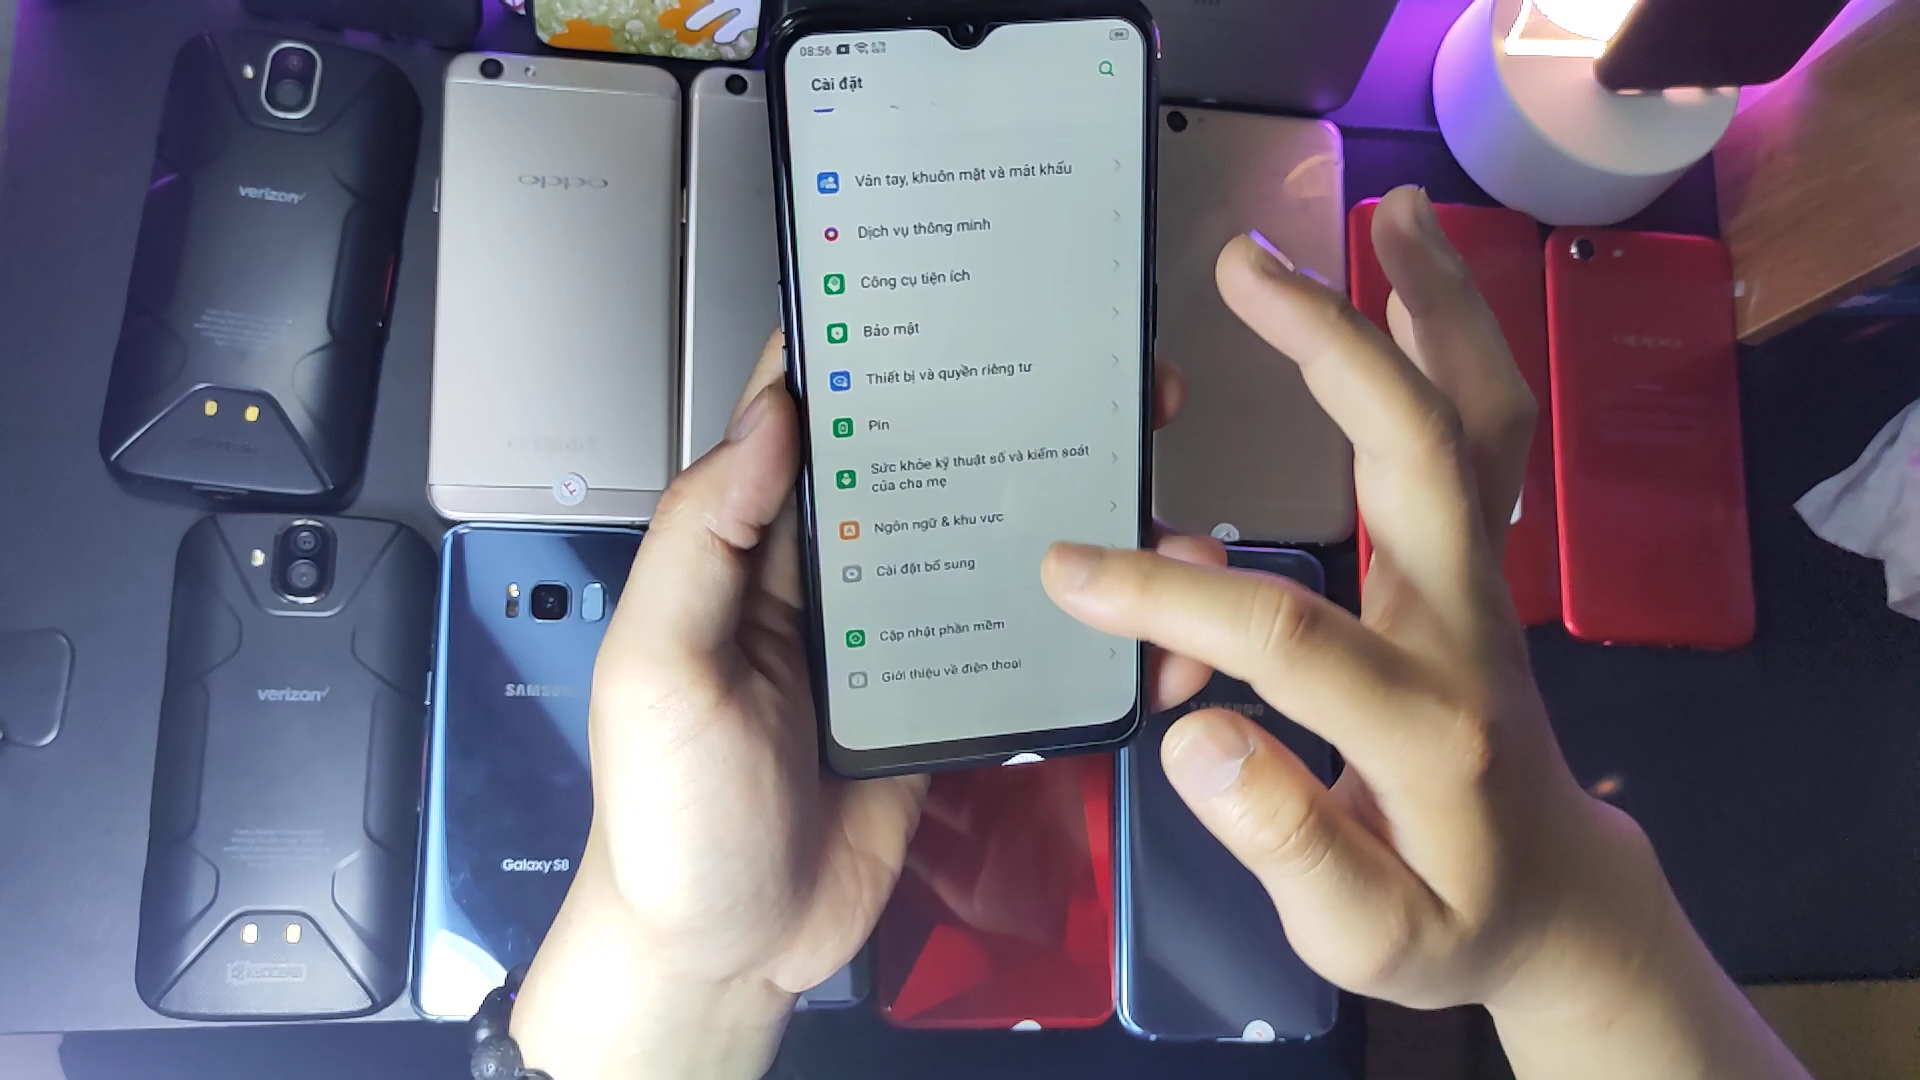 08:56
Cài đặt
Vân tay, khuôn mặt và mật khẩu
Dịch vụ thông minh
Công cụ tiện ích
Bảo mật
Thiết bị và quyền riêng tư
Pin
Sức khỏe kỹ thuật số và kiểm soát
của cha mẹ
Ngôn ngữ & khu vực
Cài đặt bổ sung
Cập nhật phần mềm
Giới thiệu về điện thoại
verizon
oppo
oppo
verizon
SAMSUNG
Galaxy S8
KYOCERA
SAMSUNG